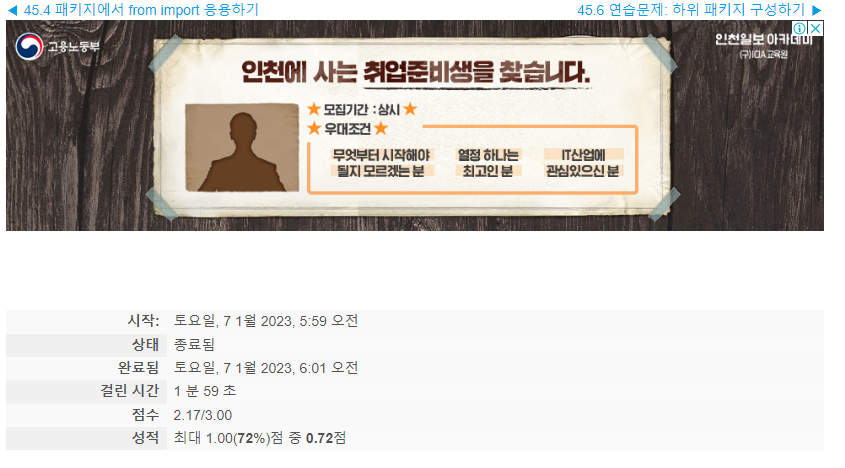 ◀ 45.4 패키지에서 from import 응용하기
45.6 연습문제: 하위 패키지 구성하기 ▶
고용노동부
인천일보 아카데미
(구)ICIA 교육원
인천에 사는 취업준비생을 찾습니다.
★ 모집기간 : 상시 ★
★ 우대조건 ★
무엇부터 시작해야
될지 모르겠는 분
열정 하나는
최고인 분
IT산업에
관심있으신 분
시작: 토요일, 7 1월 2023, 5:59 오전
상태 종료됨
완료됨 토요일, 7 1월 2023, 6:01 오전
걸린 시간 1 분 59 초
점수 2.17/3.00
성적 최대 1.00(72%)점 중 0.72점